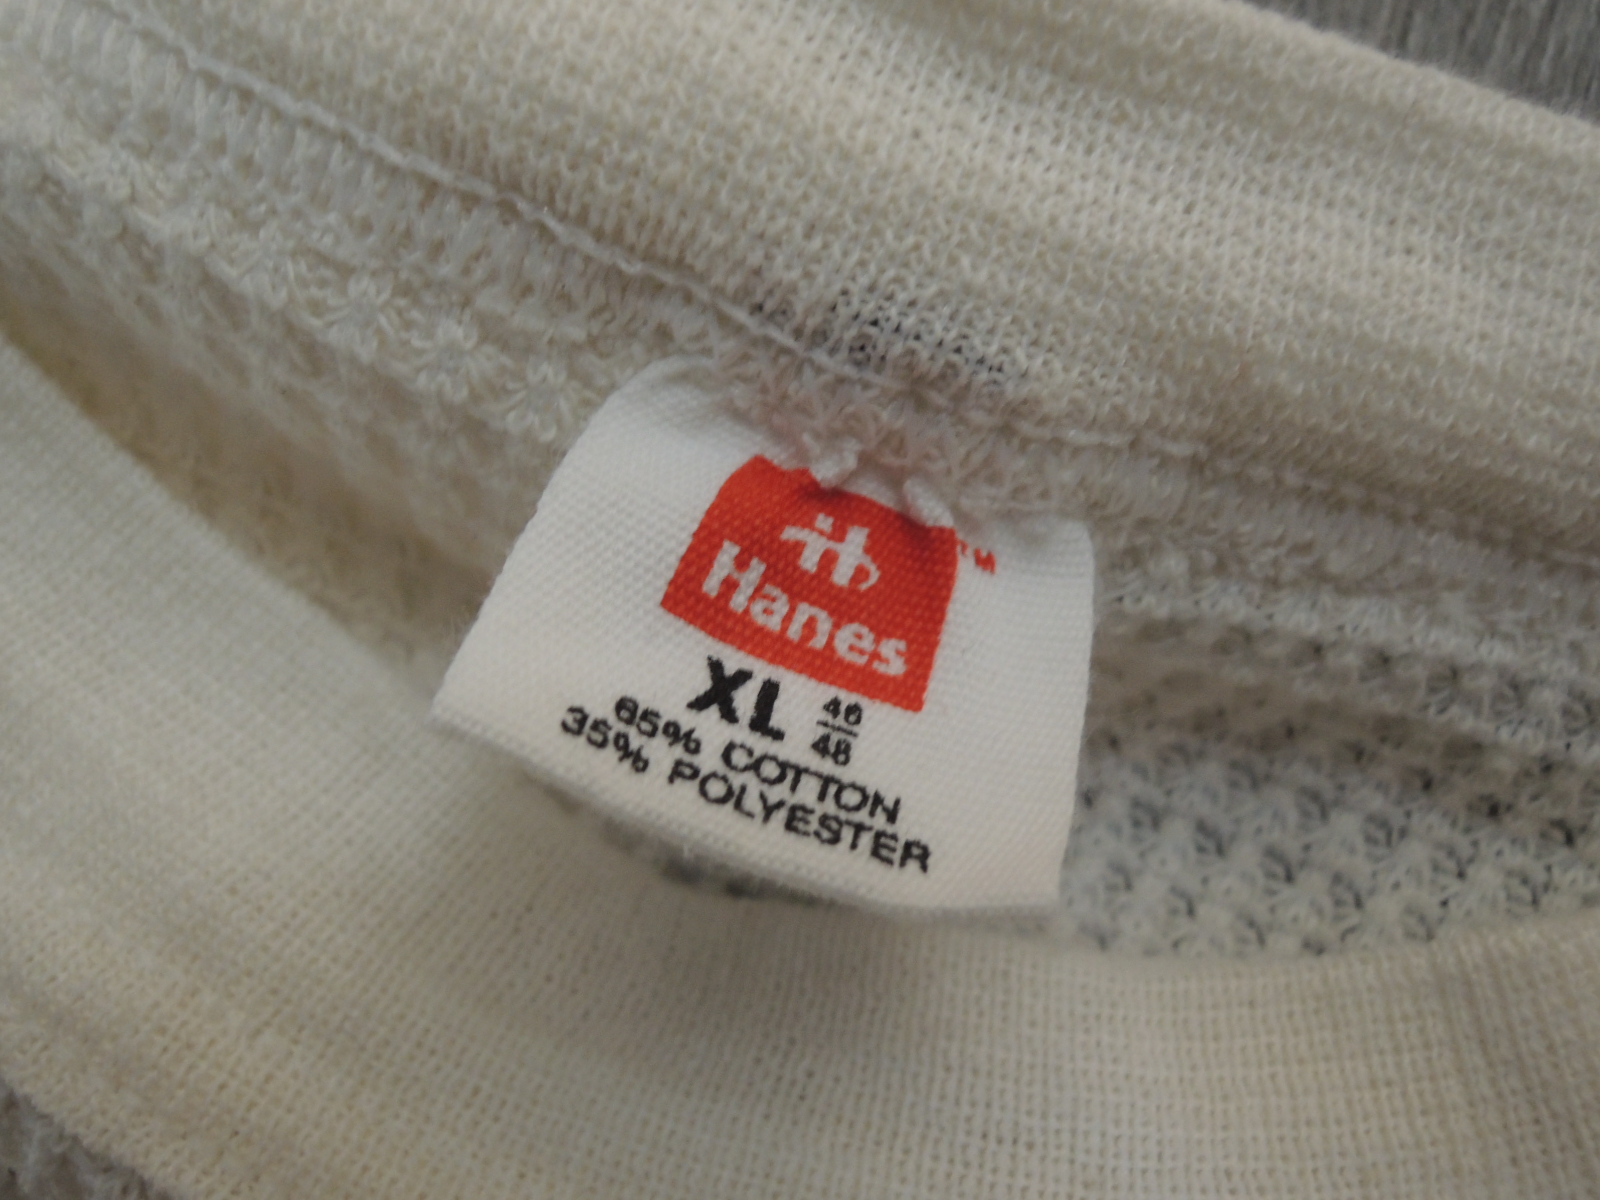 TM
Hanes
XL 46/48
65% COTTON
35% POLYESTER